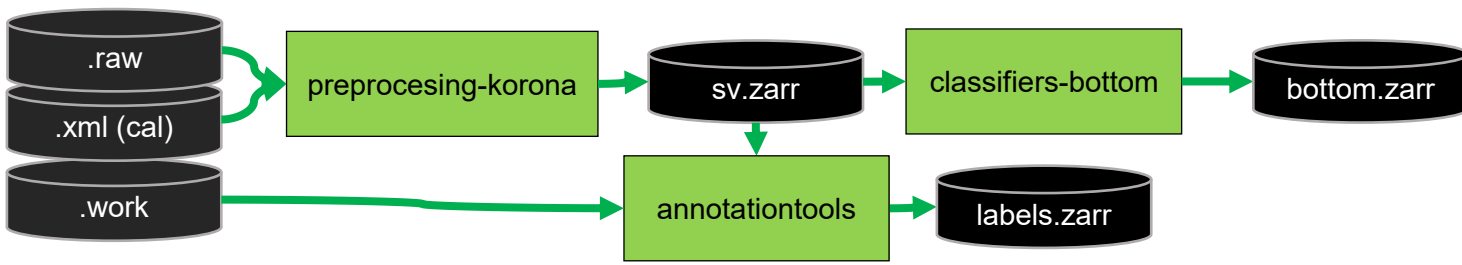 .raw
.xml (cal)
.work
preprocesing-korona
sv.zarr
classifiers-bottom
bottom.zarr
annotationtools
labels.zarr